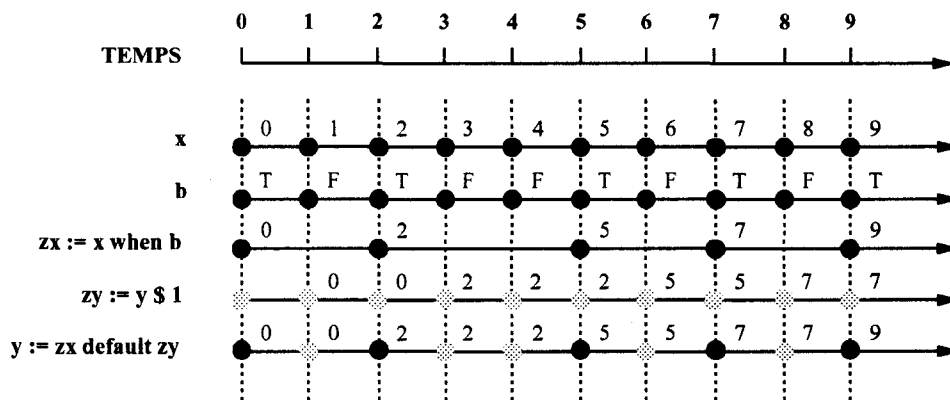 0 1 2 3 4 5 6 7 8 9
TEMPS
x 0 1 2 3 4 5 6 7 8 9
b T F T F F T F T F T
zx := x when b 0 2 5 7 9
zy := y $ 1 0 0 2 2 2 5 5 7 7
y := zx default zy 0 0 2 2 2 5 5 7 7 9